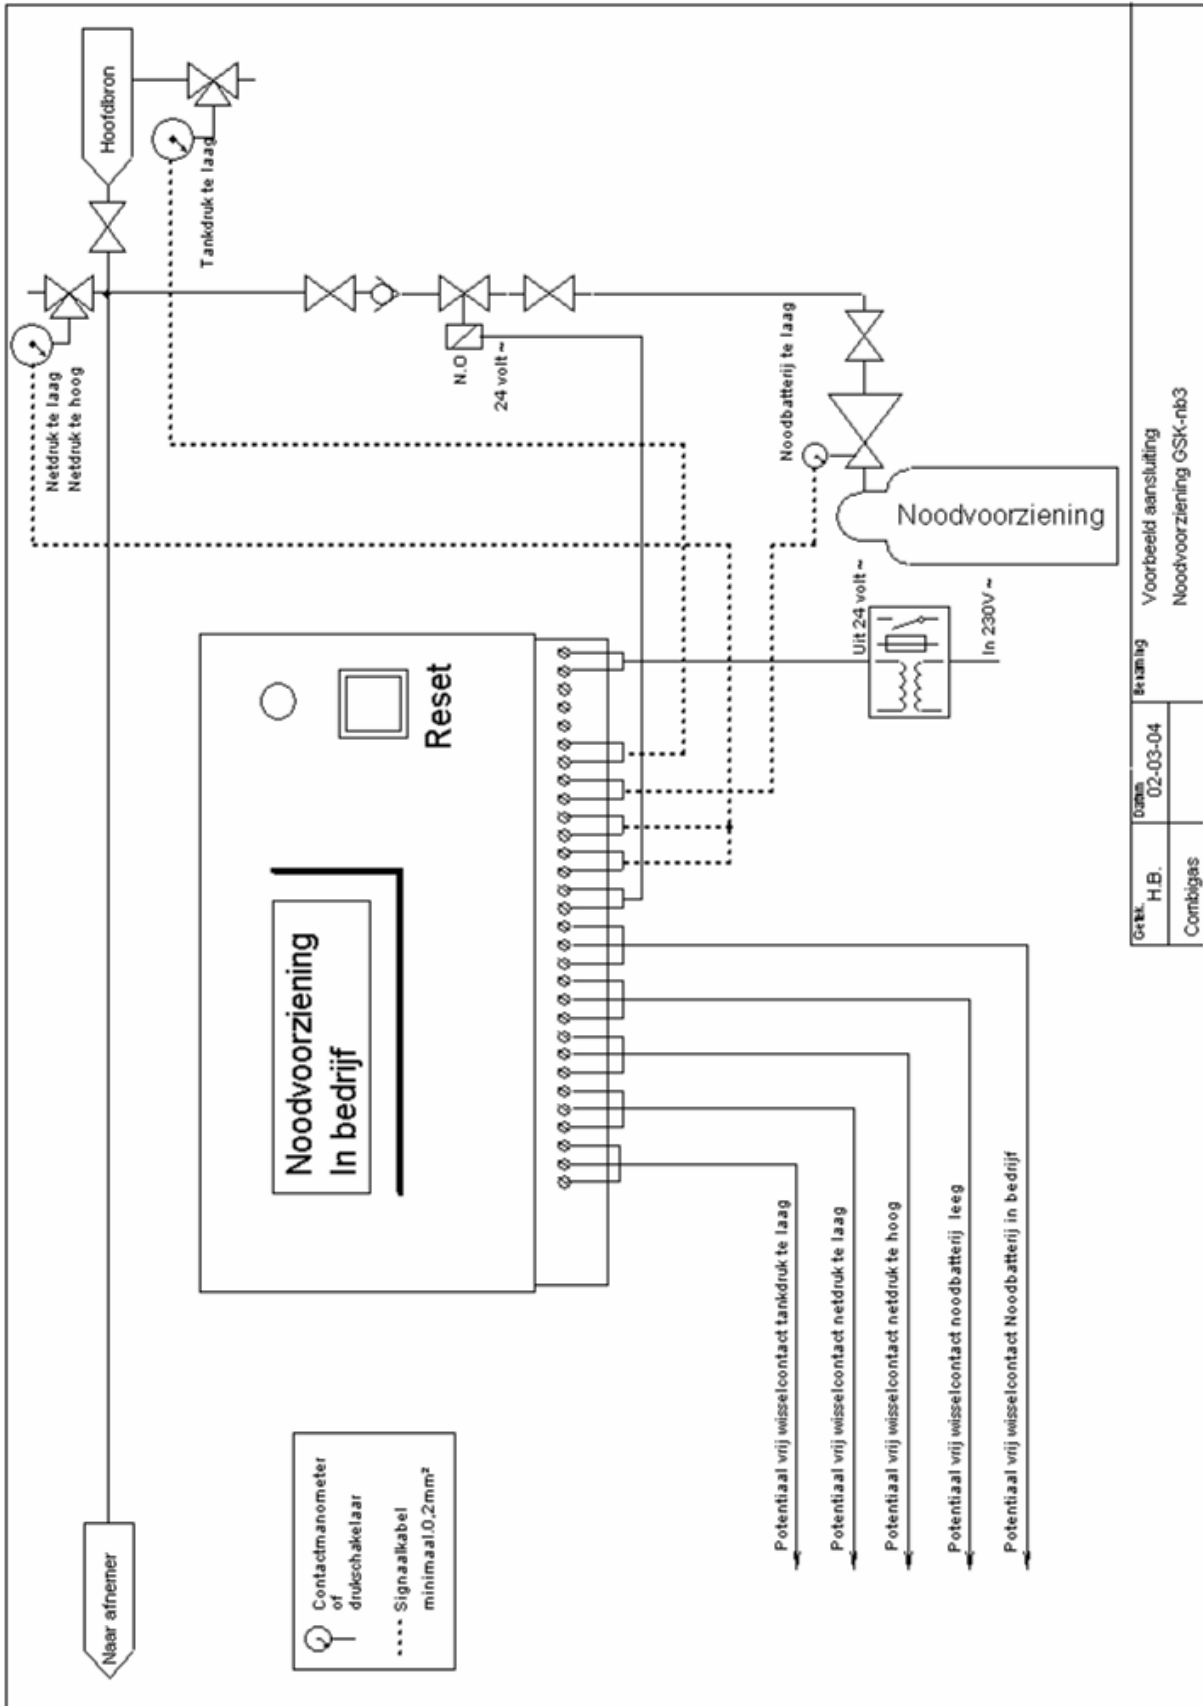 Naar afnemer
Hoofdbron
Netdruk te laag
Netdruk te hoog
Tankdruk te laag
N.O
24 volt ~
Noodbatterij te laag
Noodvoorziening
Noodvoorziening
In bedrijf
Reset
Uit 24 volt ~
In 230V ~
Contactmanometer
of
drukschakelaar
Signaalkabel
minimaal.0,2mm²
Potentiaal vrij wisselcontact tankdruk te laag
Potentiaal vrij wisselcontact netdruk te laag
Potentiaal vrij wisselcontact netdruk te hoog
Potentiaal vrij wisselcontact noodbatterij leeg
Potentiaal vrij wisselcontact Noodbatterij in bedrijf
Getek.
H.B.
Datum
02-03-04
Benaming
Voorbeeld aansluiting
Noodvoorziening GSK-nb3
Combigas